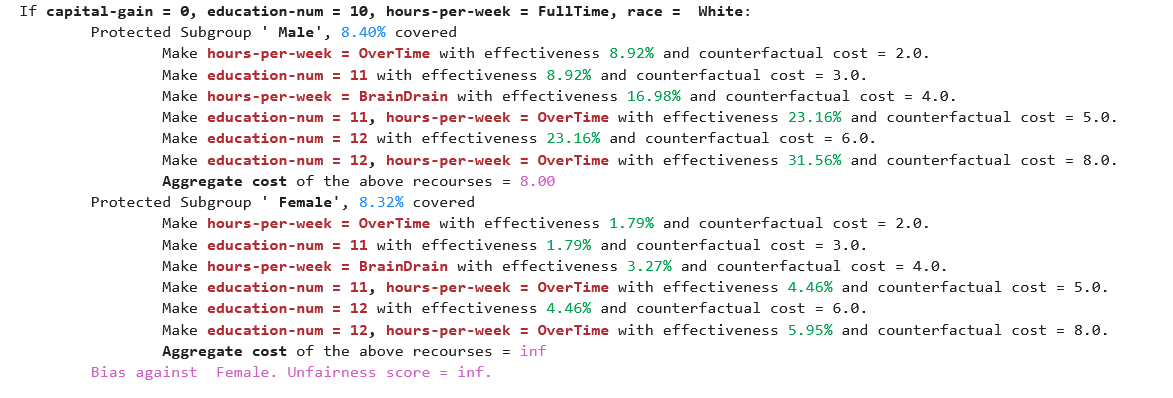 If capital-gain = 0, education-num = 10, hours-per-week = FullTime, race =  White:
Protected Subgroup ' Male', 8.40% covered
Make hours-per-week = OverTime with effectiveness 8.92% and counterfactual cost = 2.0.
Make education-num = 11 with effectiveness 8.92% and counterfactual cost = 3.0.
Make hours-per-week = BrainDrain with effectiveness 16.98% and counterfactual cost = 4.0.
Make education-num = 11, hours-per-week = OverTime with effectiveness 23.16% and counterfactual cost = 5.0.
Make education-num = 12 with effectiveness 23.16% and counterfactual cost = 6.0.
Make education-num = 12, hours-per-week = OverTime with effectiveness 31.56% and counterfactual cost = 8.0.
Aggregate cost of the above recourses = 8.00
Protected Subgroup ' Female', 8.32% covered
Make hours-per-week = OverTime with effectiveness 1.79% and counterfactual cost = 2.0.
Make education-num = 11 with effectiveness 1.79% and counterfactual cost = 3.0.
Make hours-per-week = BrainDrain with effectiveness 3.27% and counterfactual cost = 4.0.
Make education-num = 11, hours-per-week = OverTime with effectiveness 4.46% and counterfactual cost = 5.0.
Make education-num = 12 with effectiveness 4.46% and counterfactual cost = 6.0.
Make education-num = 12, hours-per-week = OverTime with effectiveness 5.95% and counterfactual cost = 8.0.
Aggregate cost of the above recourses = inf
Bias against  Female. Unfairness score = inf.